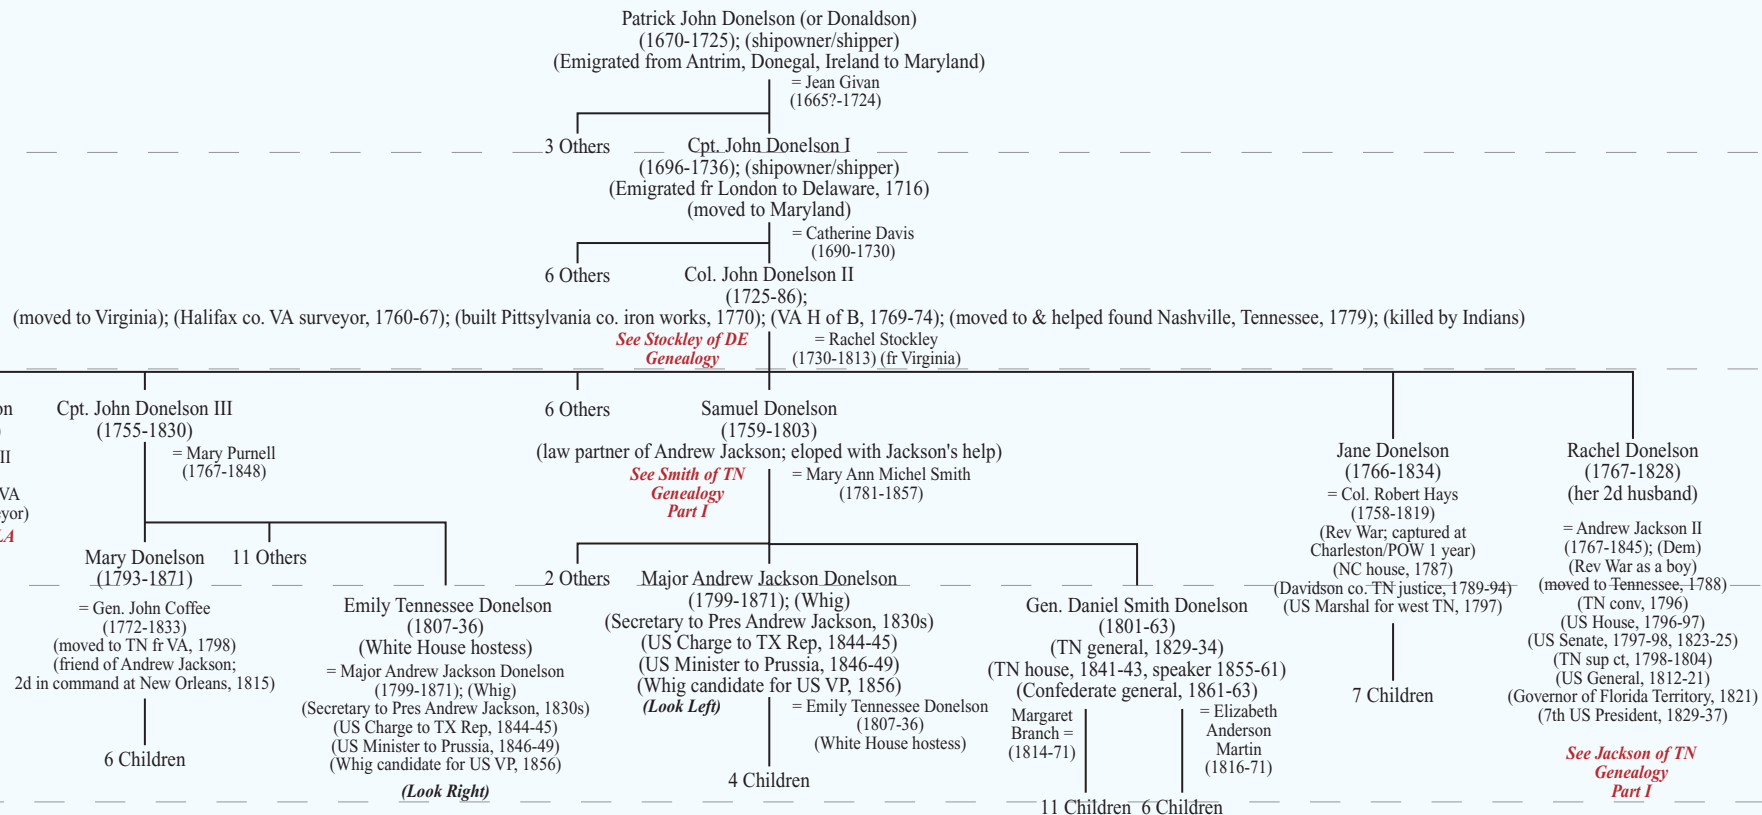 Patrick John Donelson (or Donaldson)
(1670-1725); (shipowner/shipper)
(Emigrated from Antrim, Donegal, Ireland to Maryland)
= Jean Givan
(1665?-1724)
3 Others
Cpt. John Donelson I
(1696-1736); (shipowner/shipper)
(Emigrated fr London to Delaware, 1716)
(moved to Maryland)
= Catherine Davis
(1690-1730)
6 Others
Col. John Donelson II
(1725-86);
(moved to Virginia); (Halifax co. VA surveyor, 1760-67); (built Pittsylvania co. iron works, 1770); (VA H of B, 1769-74); (moved to & helped found Nashville, Tennessee, 1779); (killed by Indians)
See Stockley of DE
Genealogy
= Rachel Stockley
(1730-1813) (fr Virginia)
on
)
II
VA
eyor)
LA
Cpt. John Donelson III
(1755-1830)
= Mary Purnell
(1767-1848)
6 Others
Samuel Donelson
(1759-1803)
(law partner of Andrew Jackson; eloped with Jackson's help)
See Smith of TN
Genealogy
Part I
= Mary Ann Michel Smith
(1781-1857)
Jane Donelson
(1766-1834)
= Col. Robert Hays
(1758-1819)
(Rev War; captured at
Charleston/POW 1 year)
(NC house, 1787)
(Davidson co. TN justice, 1789-94)
(US Marshal for west TN, 1797)
7 Children
Rachel Donelson
(1767-1828)
(her 2d husband)
= Andrew Jackson II
(1767-1845); (Dem)
(Rev War as a boy)
(moved to Tennessee, 1788)
(TN conv, 1796)
(US House, 1796-97)
(US Senate, 1797-98, 1823-25)
(TN sup ct, 1798-1804)
(US General, 1812-21)
(Governor of Florida Territory, 1821)
(7th US President, 1829-37)
See Jackson of TN
Genealogy
Part I
Mary Donelson
(1793-1871)
= Gen. John Coffee
(1772-1833)
(moved to TN fr VA, 1798)
(friend of Andrew Jackson;
2d in command at New Orleans, 1815)
6 Children
11 Others
Emily Tennessee Donelson
(1807-36)
(White House hostess)
= Major Andrew Jackson Donelson
(1799-1871); (Whig)
(Secretary to Pres Andrew Jackson, 1830s)
(US Charge to TX Rep, 1844-45)
(US Minister to Prussia, 1846-49)
(Whig candidate for US VP, 1856)
(Look Right)
2 Others
Major Andrew Jackson Donelson
(1799-1871); (Whig)
(Secretary to Pres Andrew Jackson, 1830s)
(US Charge to TX Rep, 1844-45)
(US Minister to Prussia, 1846-49)
(Whig candidate for US VP, 1856)
(Look Left)
= Emily Tennessee Donelson
(1807-36)
(White House hostess)
4 Children
Gen. Daniel Smith Donelson
(1801-63)
(TN general, 1829-34)
(TN house, 1841-43, speaker 1855-61)
(Confederate general, 1861-63)
Margaret
Branch =
(1814-71)
= Elizabeth
Anderson
Martin
(1816-71)
11 Children
6 Children